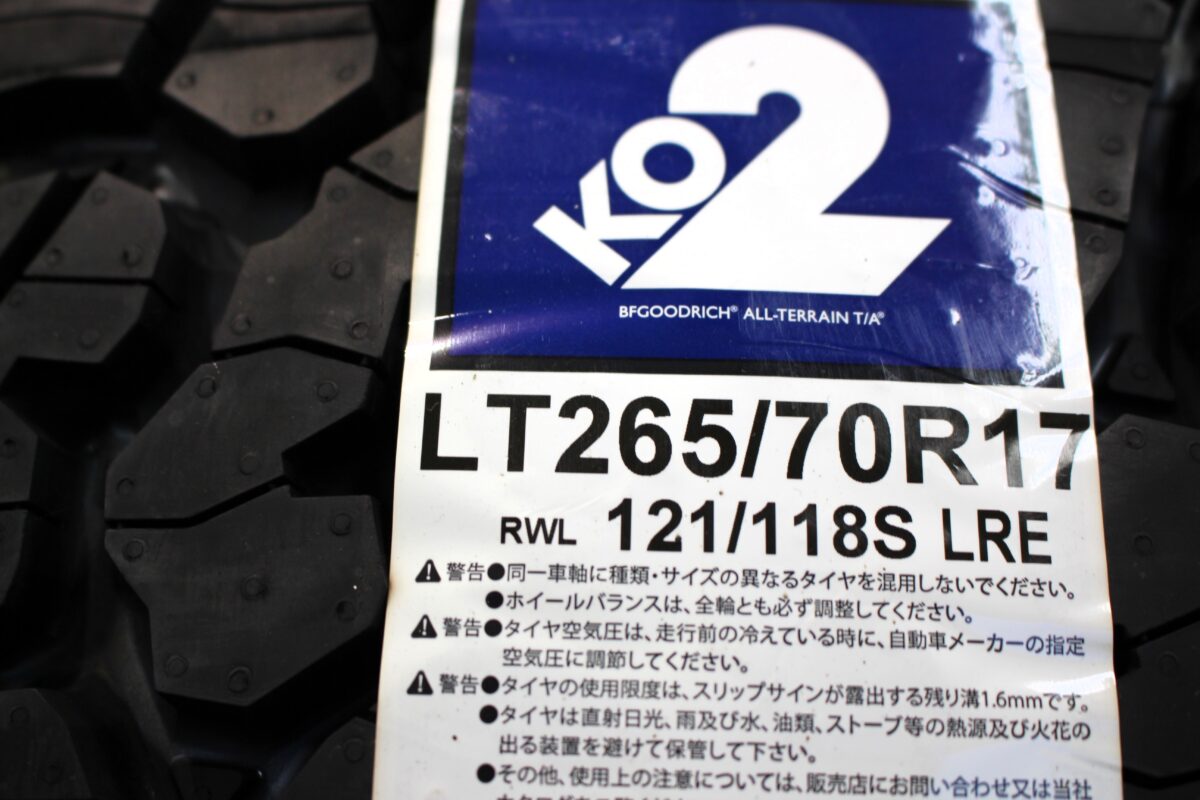 KO2
BFGOODRICH® ALL-TERRAIN T/A®
LT265/70R17
RWL 121/118S LRE
警告●同一車軸に種類・サイズの異なるタイヤを混用しないでください。
●ホイールバランスは、全輪とも必ず調整してください。
警告●タイヤ空気圧は、走行前の冷えている時に、自動車メーカーの指定
空気圧に調節してください。
警告●タイヤの使用限度は、スリップサインが露出する残り溝1.6mmです。
●タイヤは直射日光、雨及び水、油類、ストーブ等の熱源及び火花の
出る装置を避けて保管して下さい。
●その他、使用上の注意については、販売店にお問い合わせ又は当社